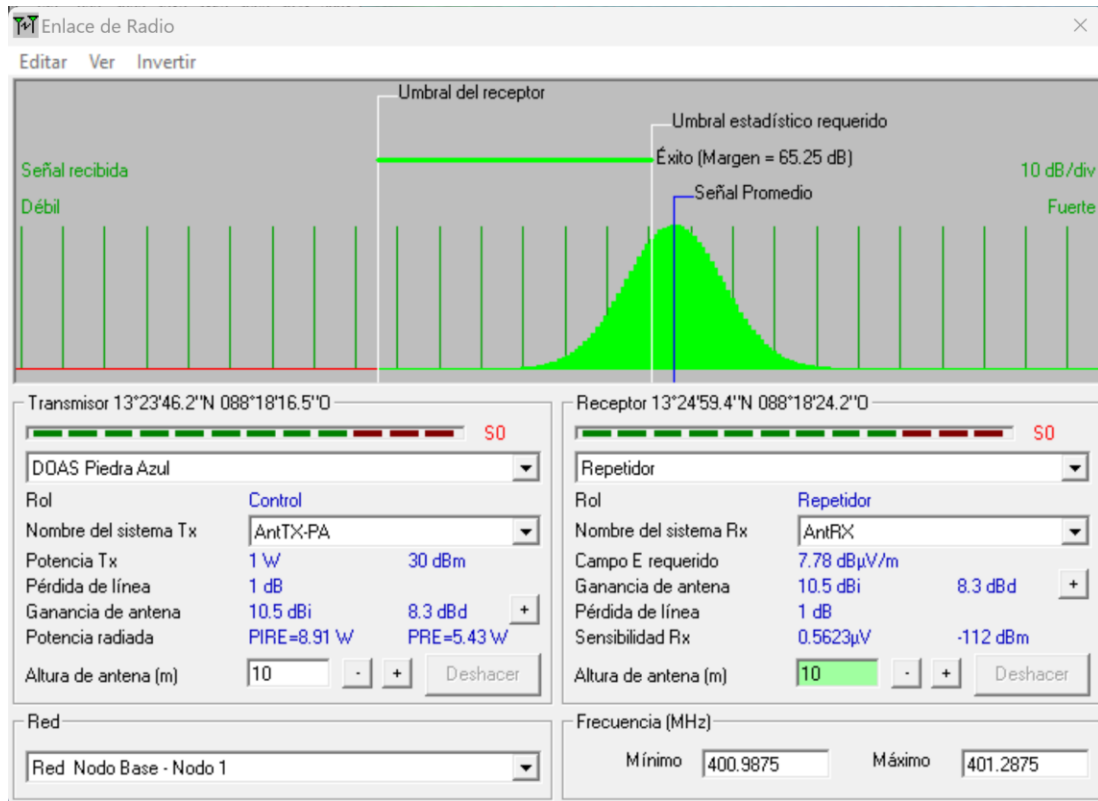 Enlace de Radio
Editar Ver Invertir
Umbral del receptor
Umbral estadístico requerido
Éxito (Margen = 65.25 dB)
Señal recibida
10 dB/div
Señal Promedio
Débil
Fuerte
Transmisor 13°23'46.2''N 088°18'16.5''O
S0
DOAS Piedra Azul
Rol Control
Nombre del sistema Tx AntTX-PA
Potencia Tx 1 W 30 dBm
Pérdida de línea 1 dB
Ganancia de antena 10.5 dBi 8.3 dBd +
Potencia radiada PIRE=8.91 W PRE=5.43 W
Altura de antena (m) 10 - + Deshacer
Receptor 13°24'59.4''N 088°18'24.2''O
S0
Repetidor
Rol Repetidor
Nombre del sistema Rx AntRX
Campo E requerido 7.78 dBµV/m
Ganancia de antena 10.5 dBi 8.3 dBd +
Pérdida de línea 1 dB
Sensibilidad Rx 0.5623µV -112 dBm
Altura de antena (m) 10 - + Deshacer
Red
Red Nodo Base - Nodo 1
Frecuencia (MHz)
Mínimo 400.9875 Máximo 401.2875